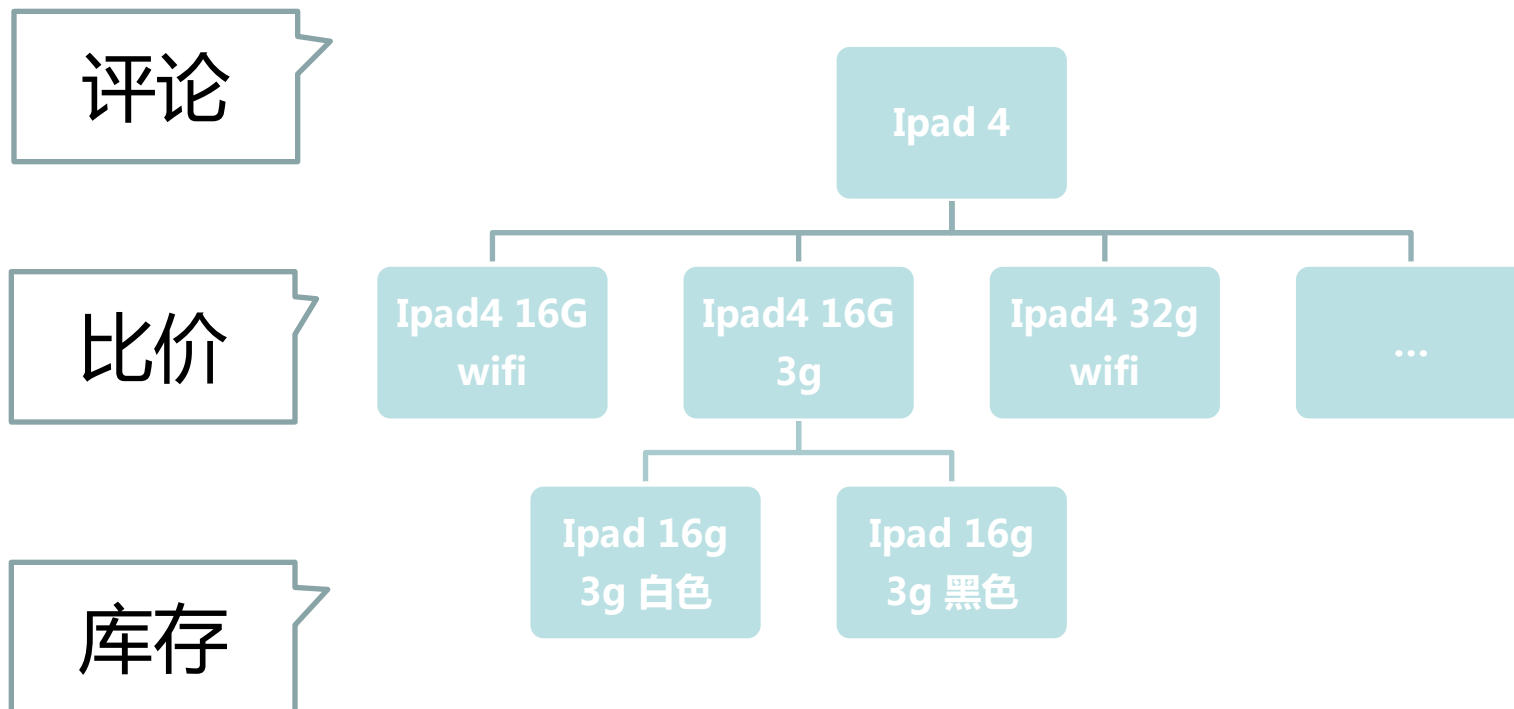 评论
Ipad 4
比价
Ipad4 16G
wifi
Ipad4 16G
3g
Ipad4 32g
wifi
...
库存
Ipad 16g
3g 白色
Ipad 16g
3g 黑色